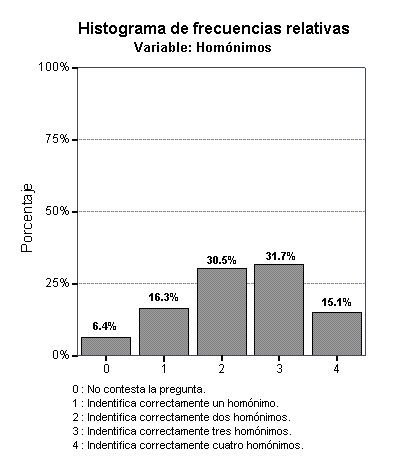 Histograma de frecuencias relativas
Variable: Homónimos
100%
75%
50%
25%
0%
Porcentaje
6.4%
16.3%
30.5%
31.7%
15.1%
0 1 2 3 4
0 : No contesta la pregunta.
1 : Indentifica correctamente un homónimo.
2 : Indentifica correctamente dos homónimos.
3 : Indentifica correctamente tres homónimos.
4 : Indentifica correctamente cuatro homónimos.